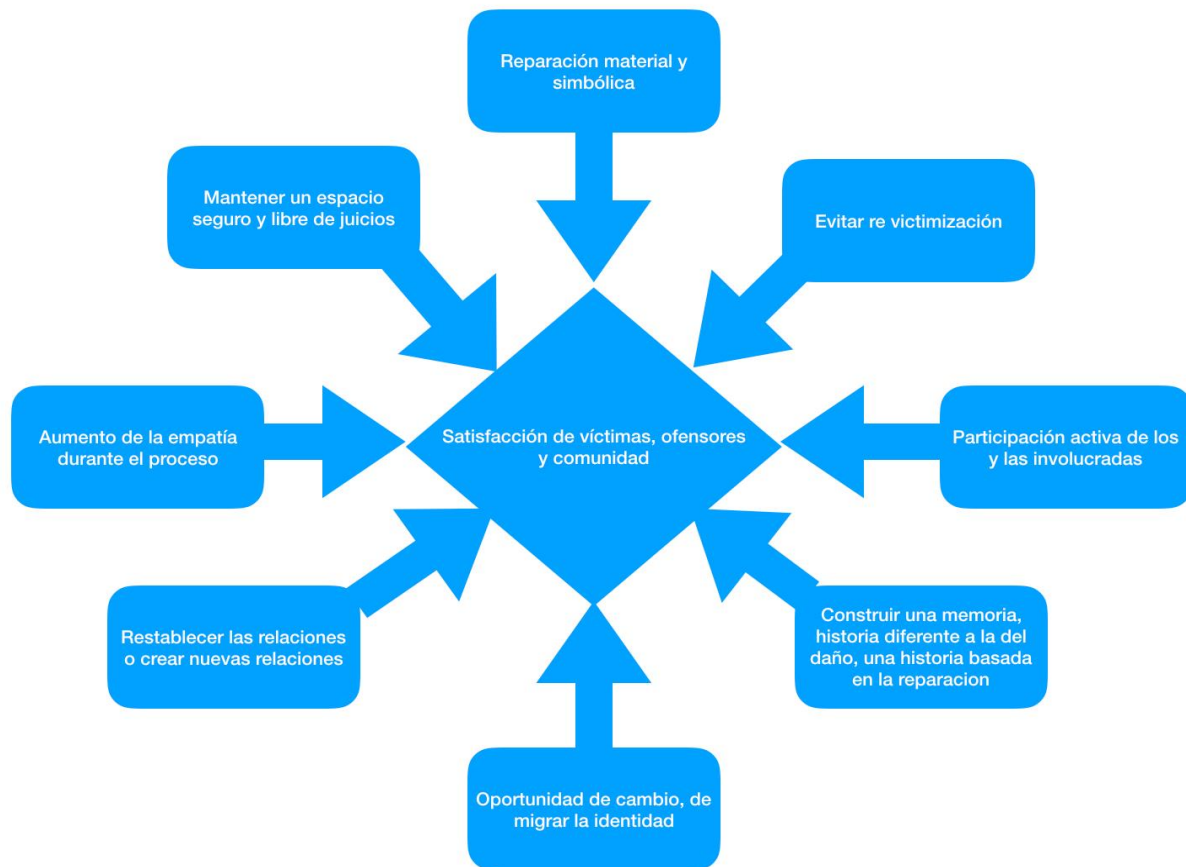 Reparación material y
simbólica
Mantener un espacio
seguro y libre de juicios
Evitar re victimización
Aumento de la empatía
durante el proceso
Satisfacción de víctimas, ofensores
y comunidad
Participación activa de los
y las involucradas
Restablecer las relaciones
o crear nuevas relaciones
Construir una memoria,
historia diferente a la del
daño, una historia basada
en la reparacion
Oportunidad de cambio, de
migrar la identidad